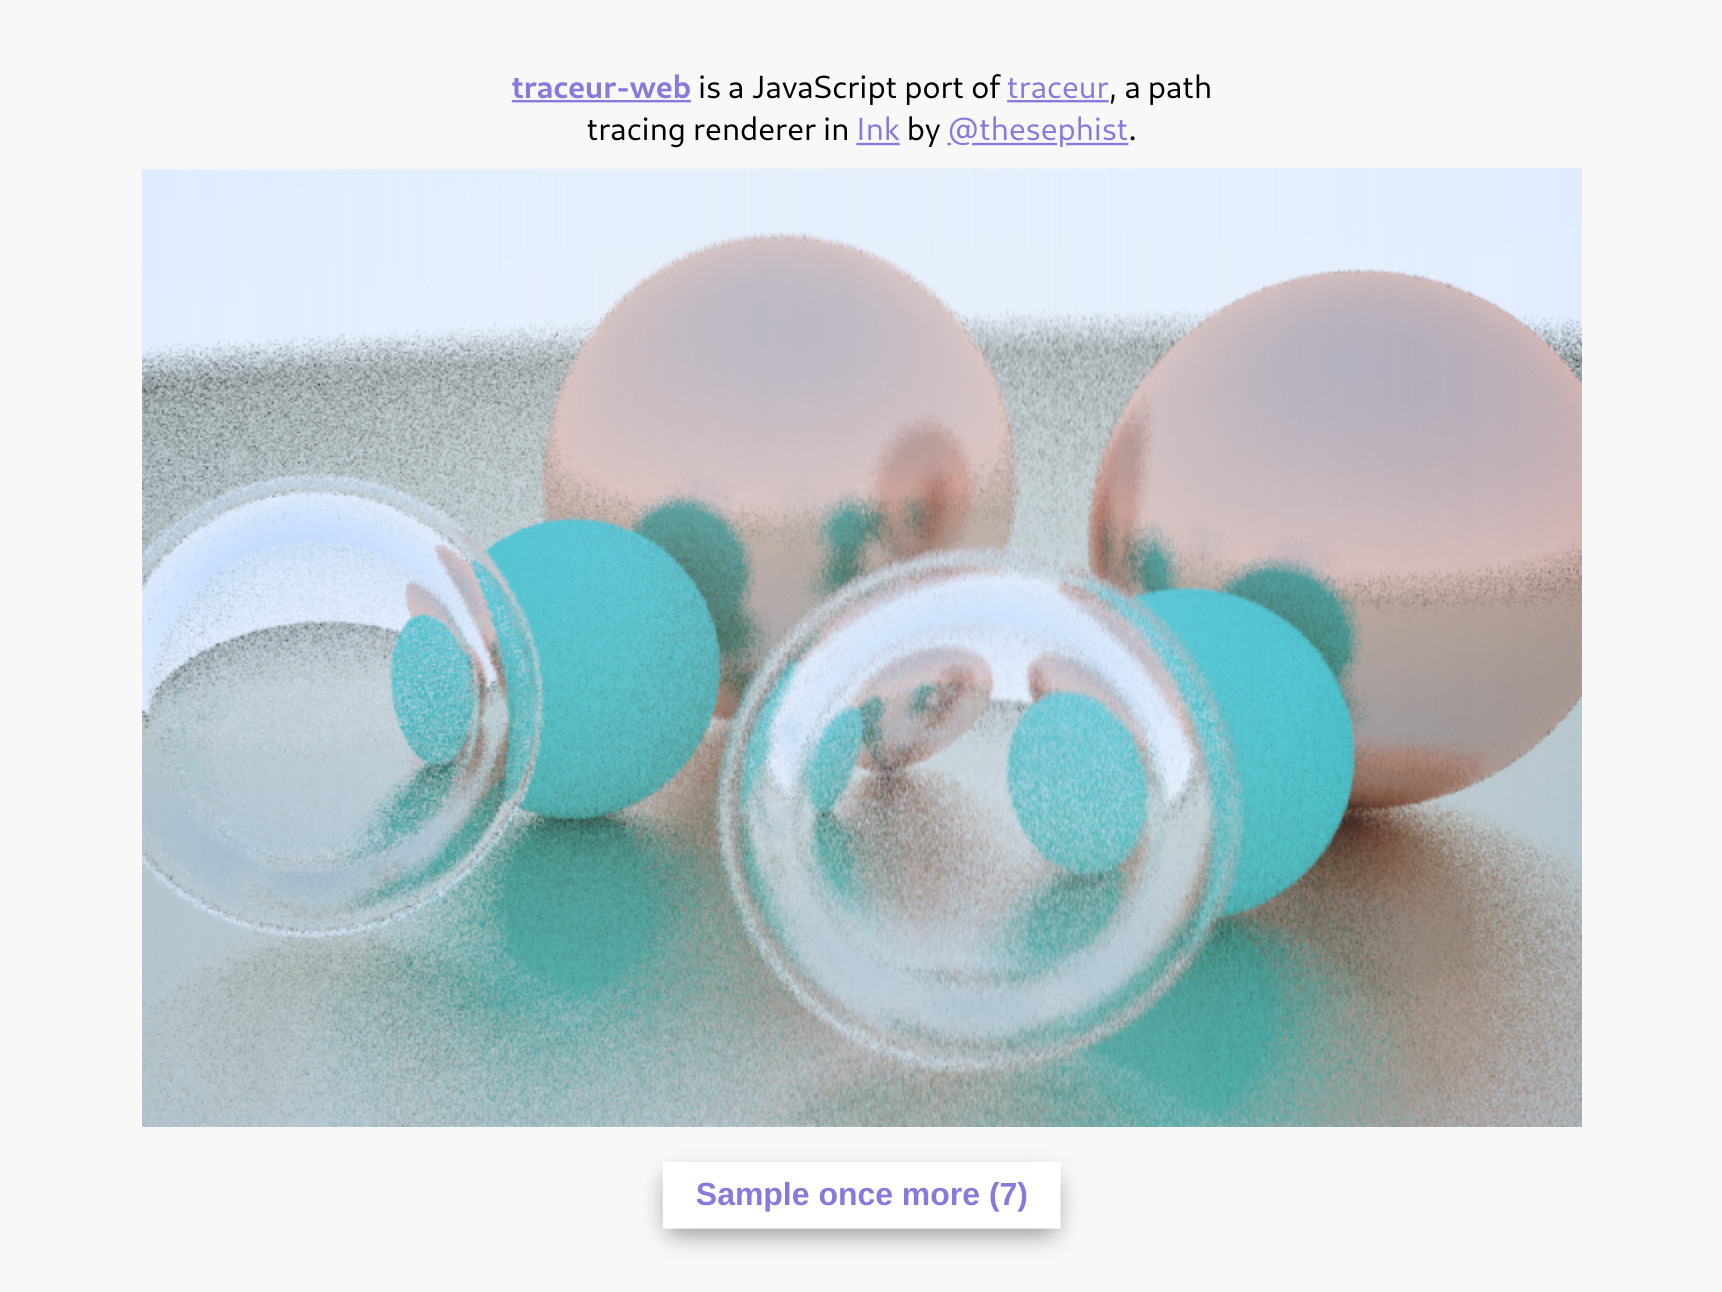 traceur-web is a JavaScript port of traceur, a path
tracing renderer in Ink by @thesephist.
Sample once more (7)